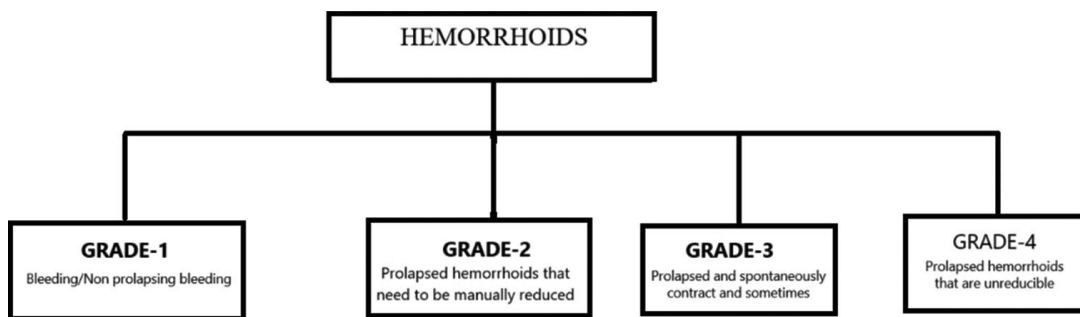 HEMORRHOIDS
GRADE-1
Bleeding/Non prolapsing bleeding
GRADE-2
Prolapsed hemorrhoids that
need to be manually reduced
GRADE-3
Prolapsed and spontaneously
contract and sometimes
GRADE-4
Prolapsed hemorrhoids
that are unreducible